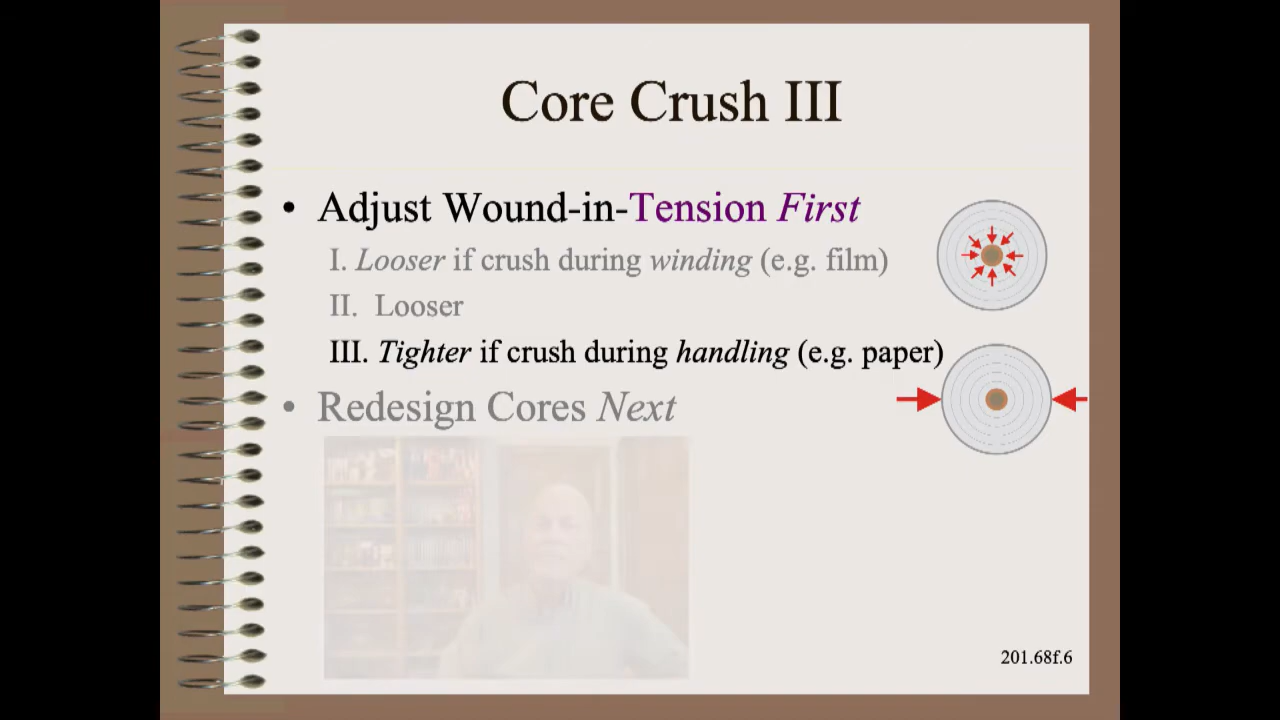 Core Crush III
• Adjust Wound-in-Tension First
I. Looser if crush during winding (e.g. film)
II. Looser
III. Tighter if crush during handling (e.g. paper)
• Redesign Cores Next
201.68f.6